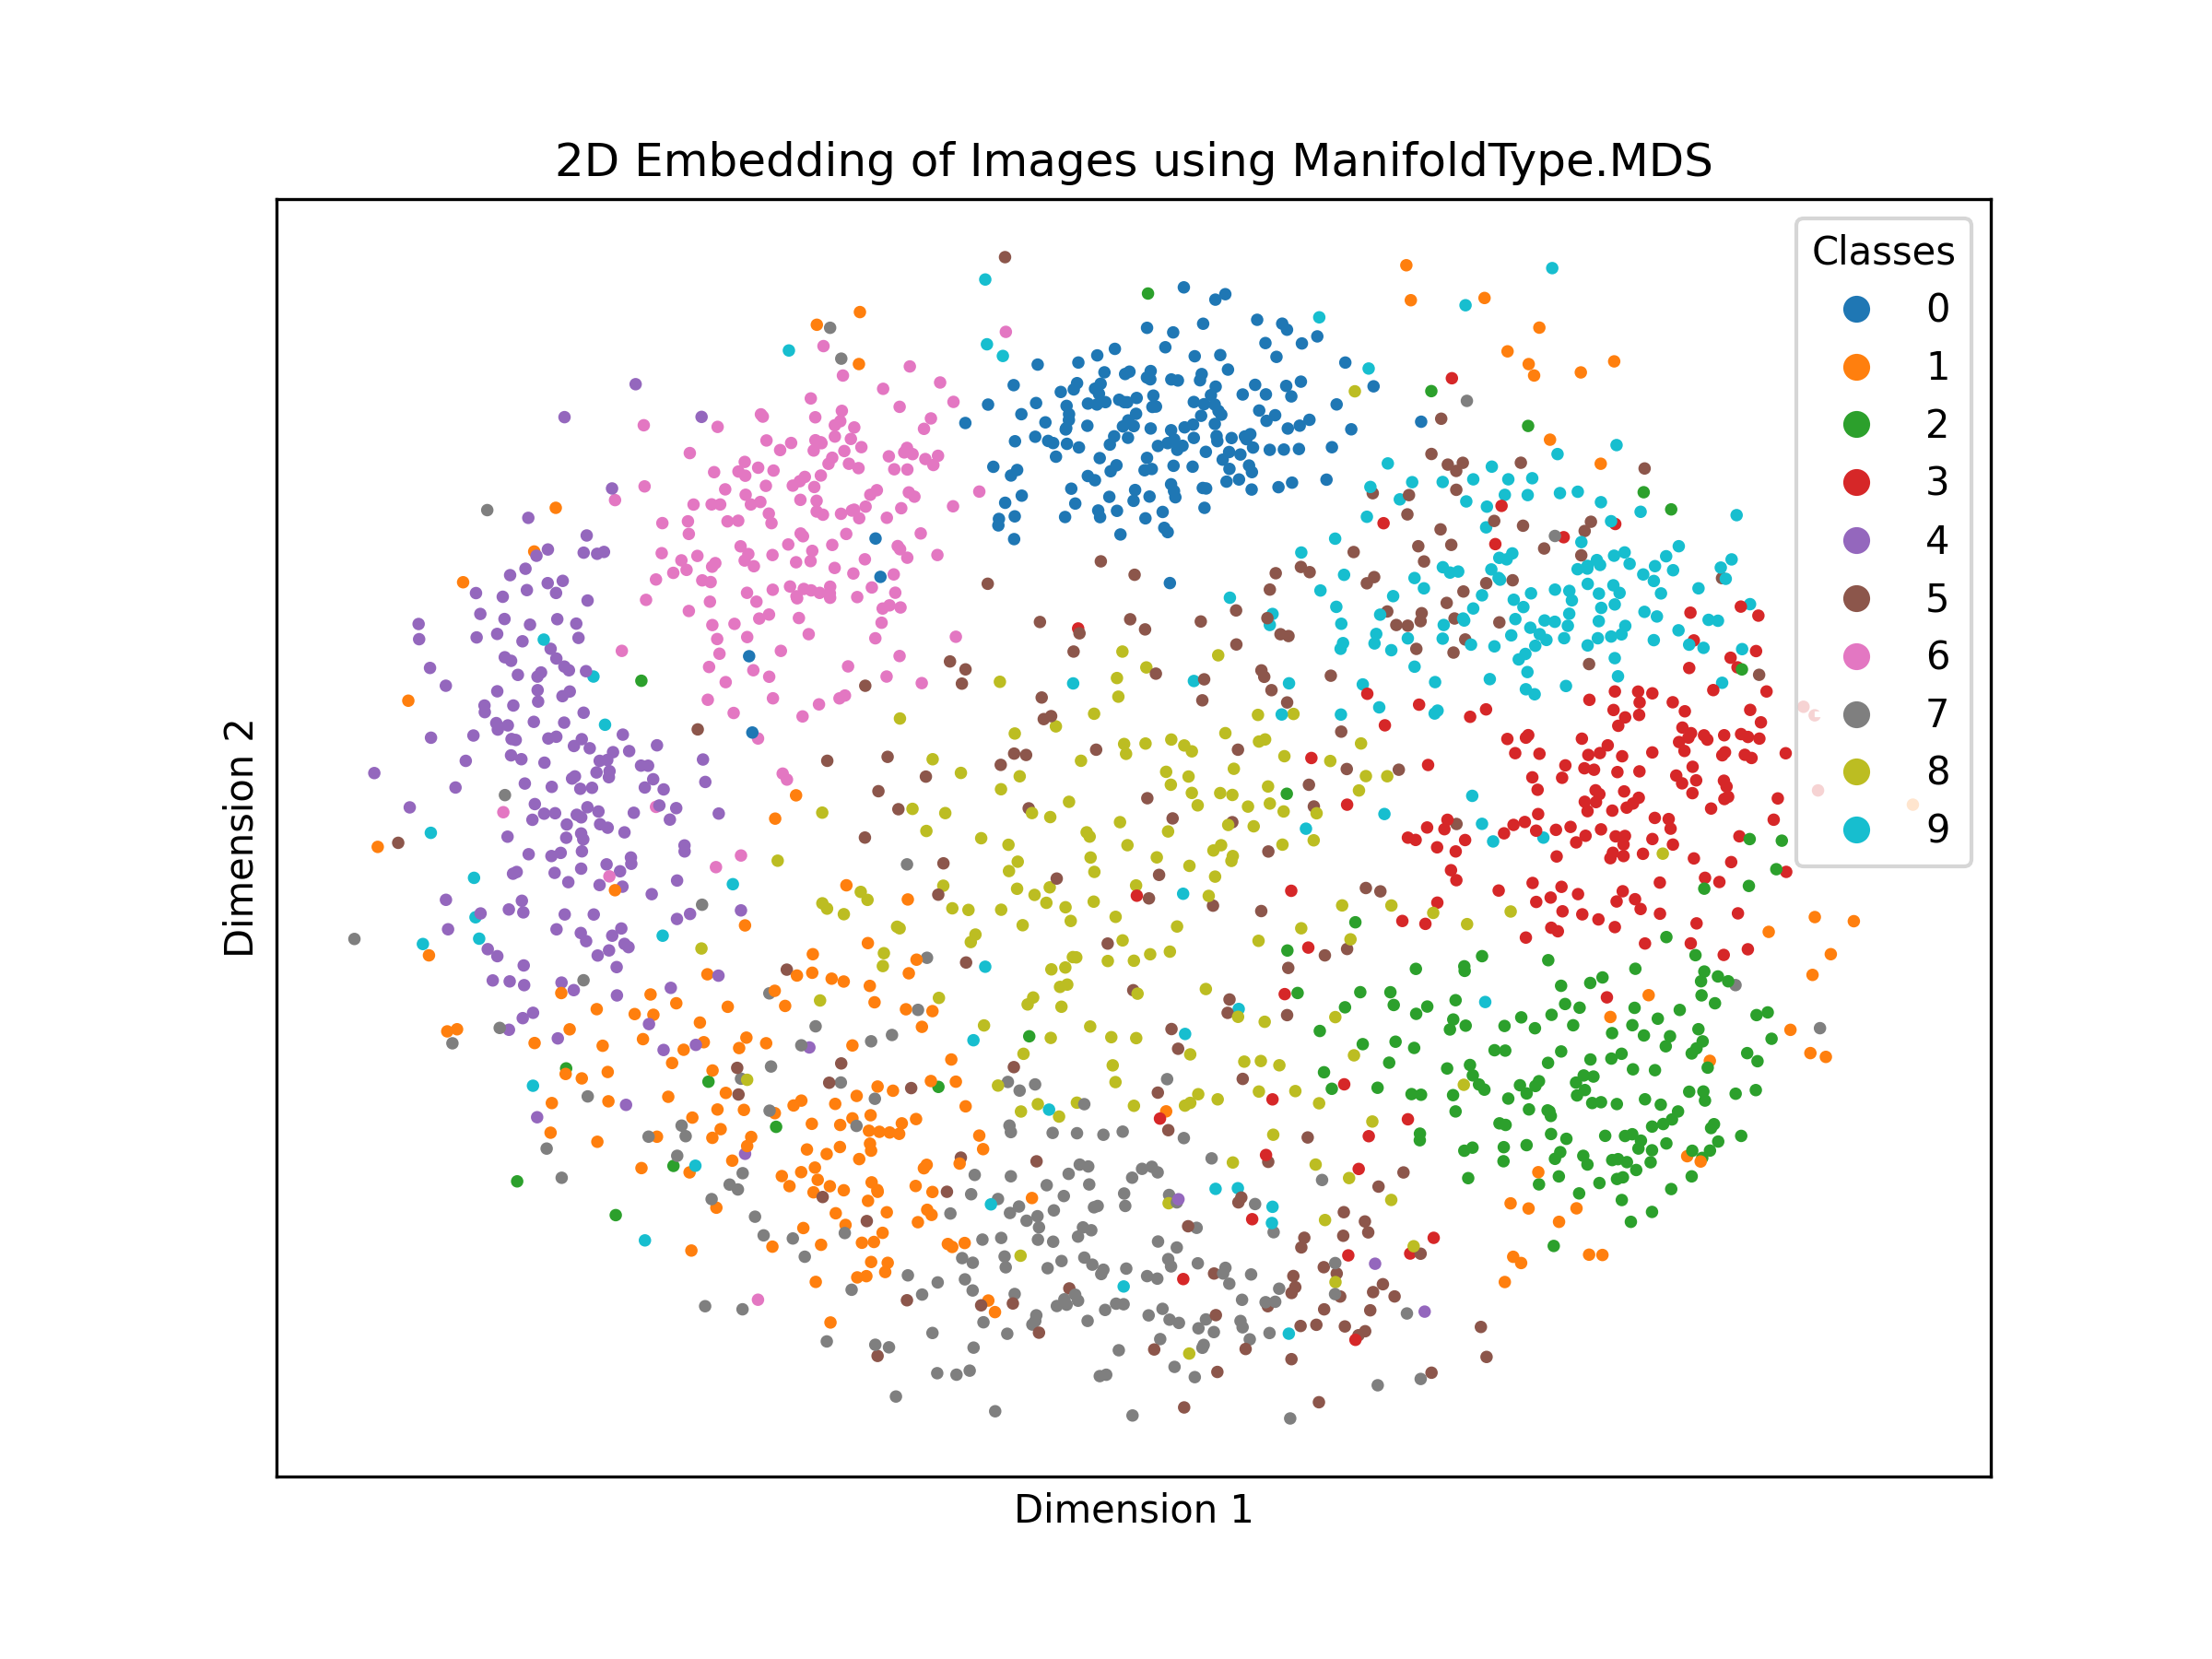 2D Embedding of Images using ManifoldType.MDS
Classes
0
1
2
3
4
5
6
7
8
9
Dimension 2
Dimension 1